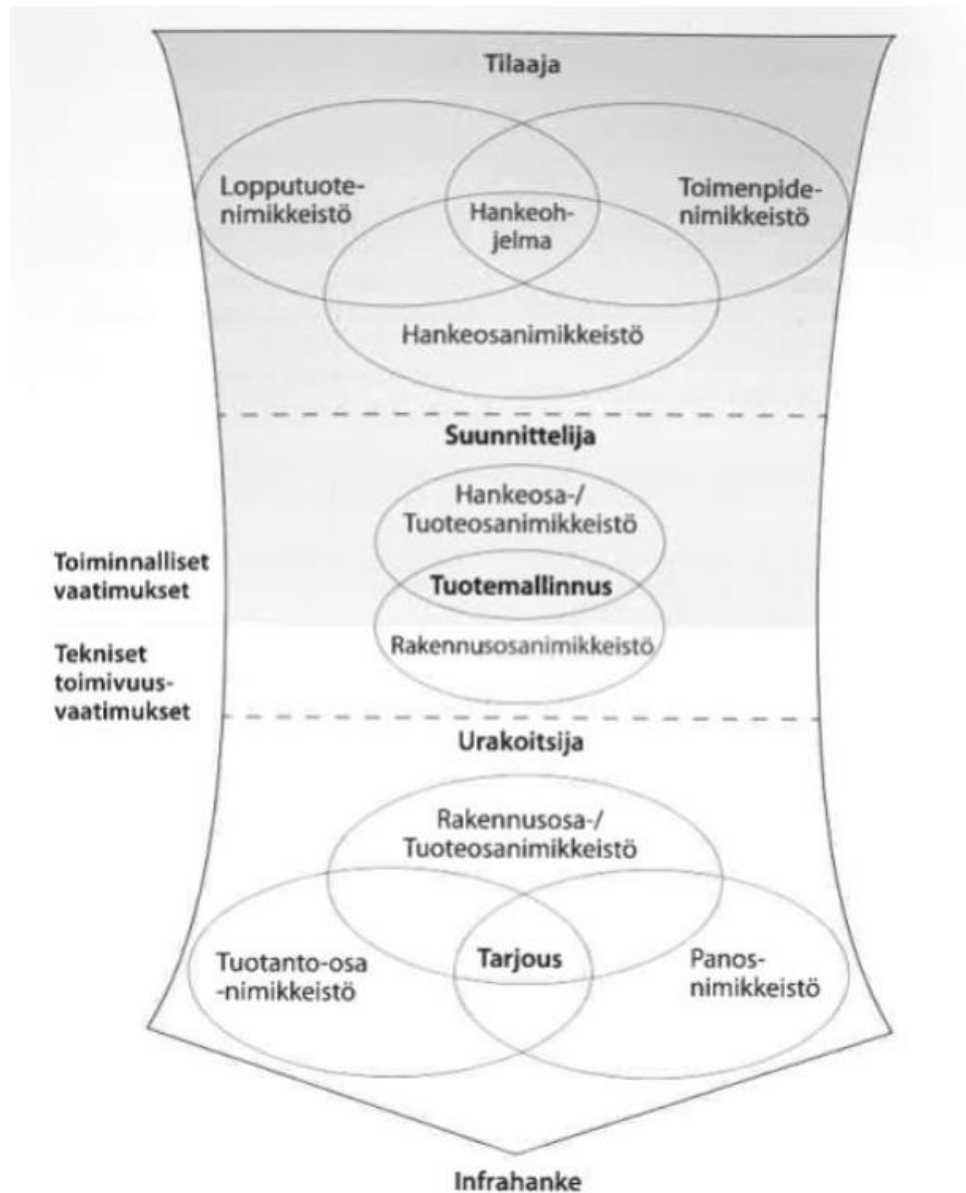 Tilaaja
Lopputuote-
nimikkeistö
Toimenpide-
nimikkeistö
Hankeoh-
jelma
Hankeosanimikkeistö
Suunnittelija
Hankeosa-/
Tuoteosanimikkeistö
Toiminnalliset
vaatimukset
Tuotemallinnus
Rakennusosanimikkeistö
Tekniset
toimivuus-
vaatimukset
Urakoitsija
Rakennusosa-/
Tuoteosanimikkeistö
Tuotanto-osa
-nimikkeistö
Tarjous
Panos-
nimikkeistö
Infrahanke